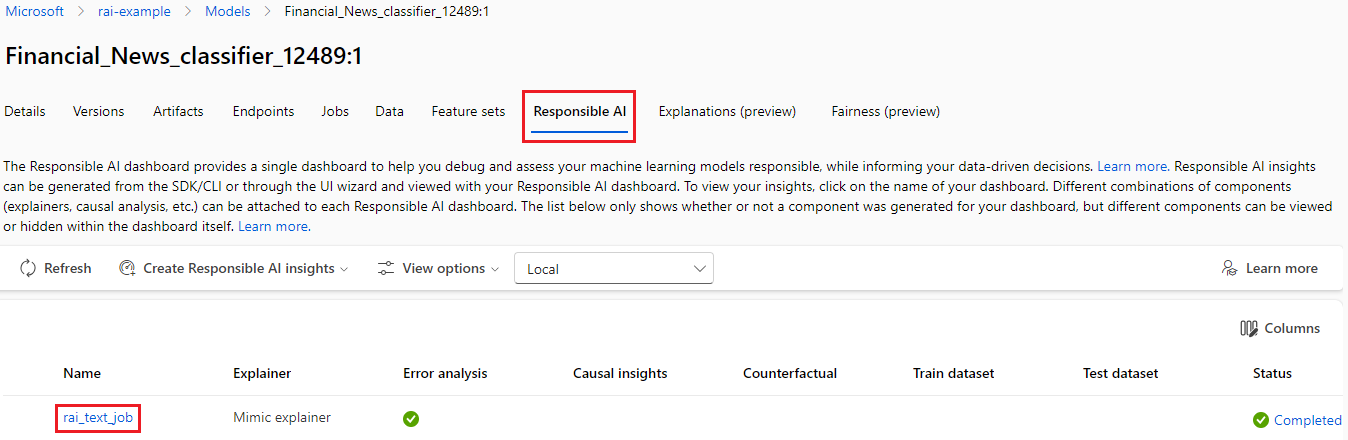 Microsoft > rai-example > Models > Financial_News_classifier_12489:1
Financial_News_classifier_12489:1
Details Versions Artifacts Endpoints Jobs Data Feature sets Responsible AI Explanations (preview) Fairness (preview)
The Responsible AI dashboard provides a single dashboard to help you debug and assess your machine learning models responsible, while informing your data-driven decisions. Learn more. Responsible AI insights
can be generated from the SDK/CLI or through the UI wizard and viewed with your Responsible AI dashboard. To view your insights, click on the name of your dashboard. Different combinations of components
(explainers, causal analysis, etc.) can be attached to each Responsible AI dashboard. The list below only shows whether or not a component was generated for your dashboard, but different components can be viewed
or hidden within the dashboard itself. Learn more.
Refresh Create Responsible AI insights View options Local Learn more
Columns
Name Explainer Error analysis Causal insights Counterfactual Train dataset Test dataset Status
rai_text_job Mimic explainer Completed